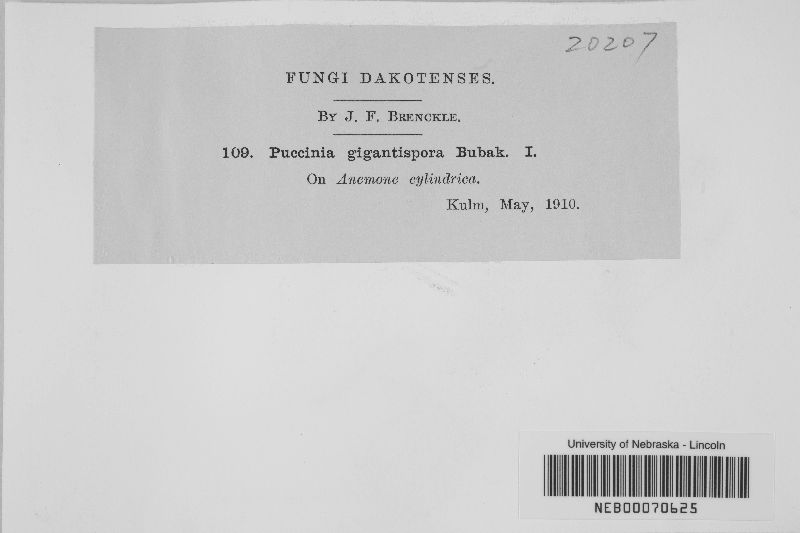 20207
FUNGI DAKOTENSES.
By J. F. Brenckle.
109. Puccinia gigantispora Bubak. I.
On Anemone cylindrica.
Kulm, May, 1910.
University of Nebraska - Lincoln
NEB00070625